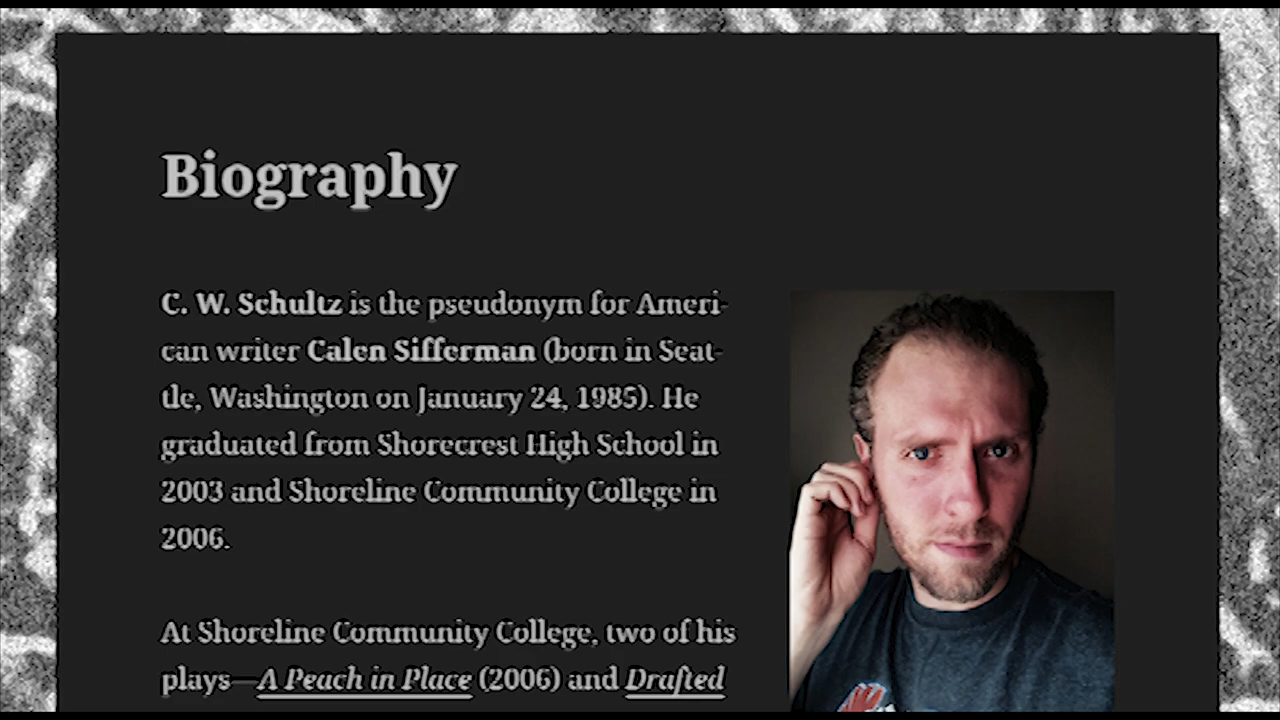 Biography
C. W. Schultz is the pseudonym for Ameri-
can writer Calen Sifferman (born in Seat-
tle, Washington on January 24, 1985). He
graduated from Shorecrest High School in
2003 and Shoreline Community College in
2006.
At Shoreline Community College, two of his
plays—A Peach in Place (2006) and Drafted